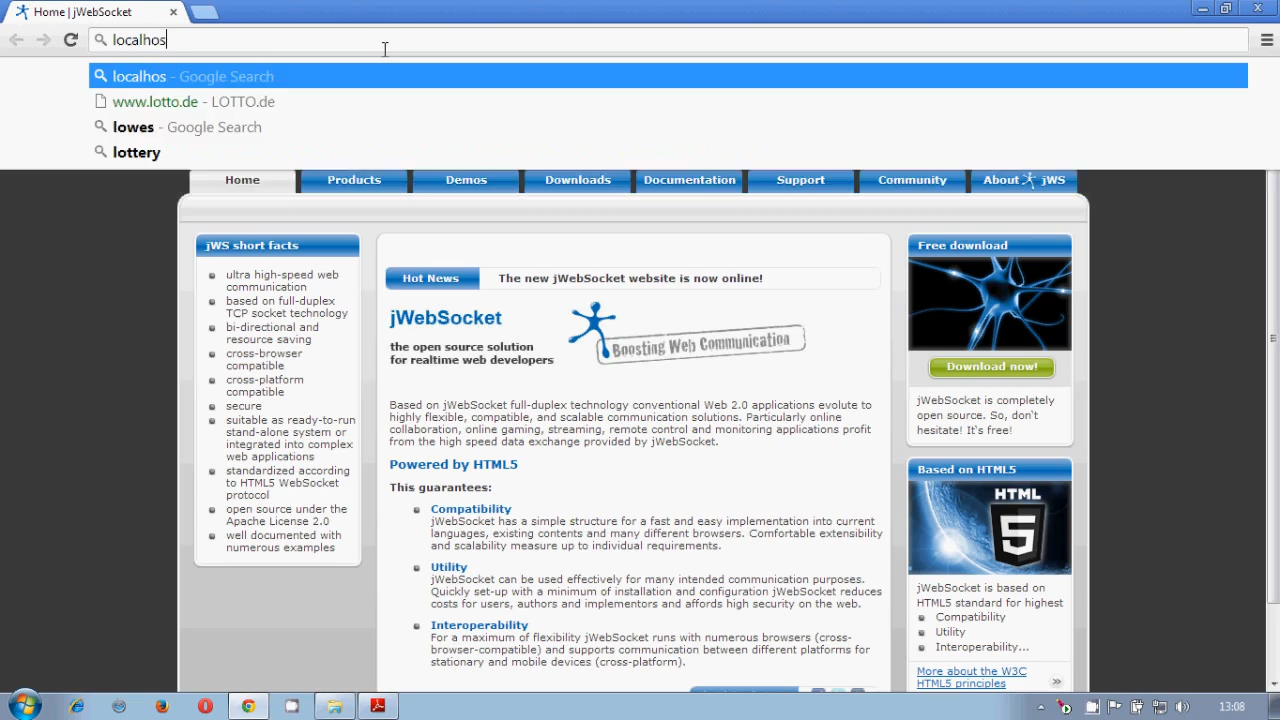 Home | jWebSocket
localhos
localhos - Google Search
www.lotto.de - LOTTO.de
lowes - Google Search
lottery
Home
Products
Demos
Downloads
Documentation
Support
Community
About jWS
jWS short facts
ultra high-speed web
communication
based on full-duplex
TCP socket technology
bi-directional and
resource saving
cross-browser
compatible
cross-platform
compatible
secure
suitable as ready-to-run
stand-alone system or
integrated into complex
web applications
standardized according
to HTML5 WebSocket
protocol
open source under the
Apache License 2.0
well documented with
numerous examples
Hot News
The new jWebSocket website is now online!
jWebSocket
the open source solution
for realtime web developers
Boosting Web Communication
Based on jWebSocket full-duplex technology conventional Web 2.0 applications evolute to
highly flexible, compatible, and scalable communication solutions. Particularly online
collaboration, online gaming, streaming, remote control and monitoring applications profit
from the high speed data exchange provided by jWebSocket.
Powered by HTML5
This guarantees:
Compatibility
jWebSocket has a simple structure for a fast and easy implementation into current
languages, existing contents and many different browsers. Comfortable extensibility
and scalability measure up to individual requirements.
Utility
jWebSocket can be used effectively for many intended communication purposes.
Quickly set-up with a minimum of installation and configuration jWebSocket reduces
costs for users, authors and implementors and affords high security on the web.
Interoperability
For a maximum of flexibility jWebSocket runs with numerous browsers (cross-
browser-compatible) and supports communication between different platforms for
stationary and mobile devices (cross-platform).
Free download
Download now!
jWebSocket is completely
open source. So, don't
hesitate! It's free!
Based on HTML5
HTML
5
jWebSocket is based on
HTML5 standard for highest
Compatibility
Utility
Interoperability...
More about the W3C
HTML5 principles
13:08